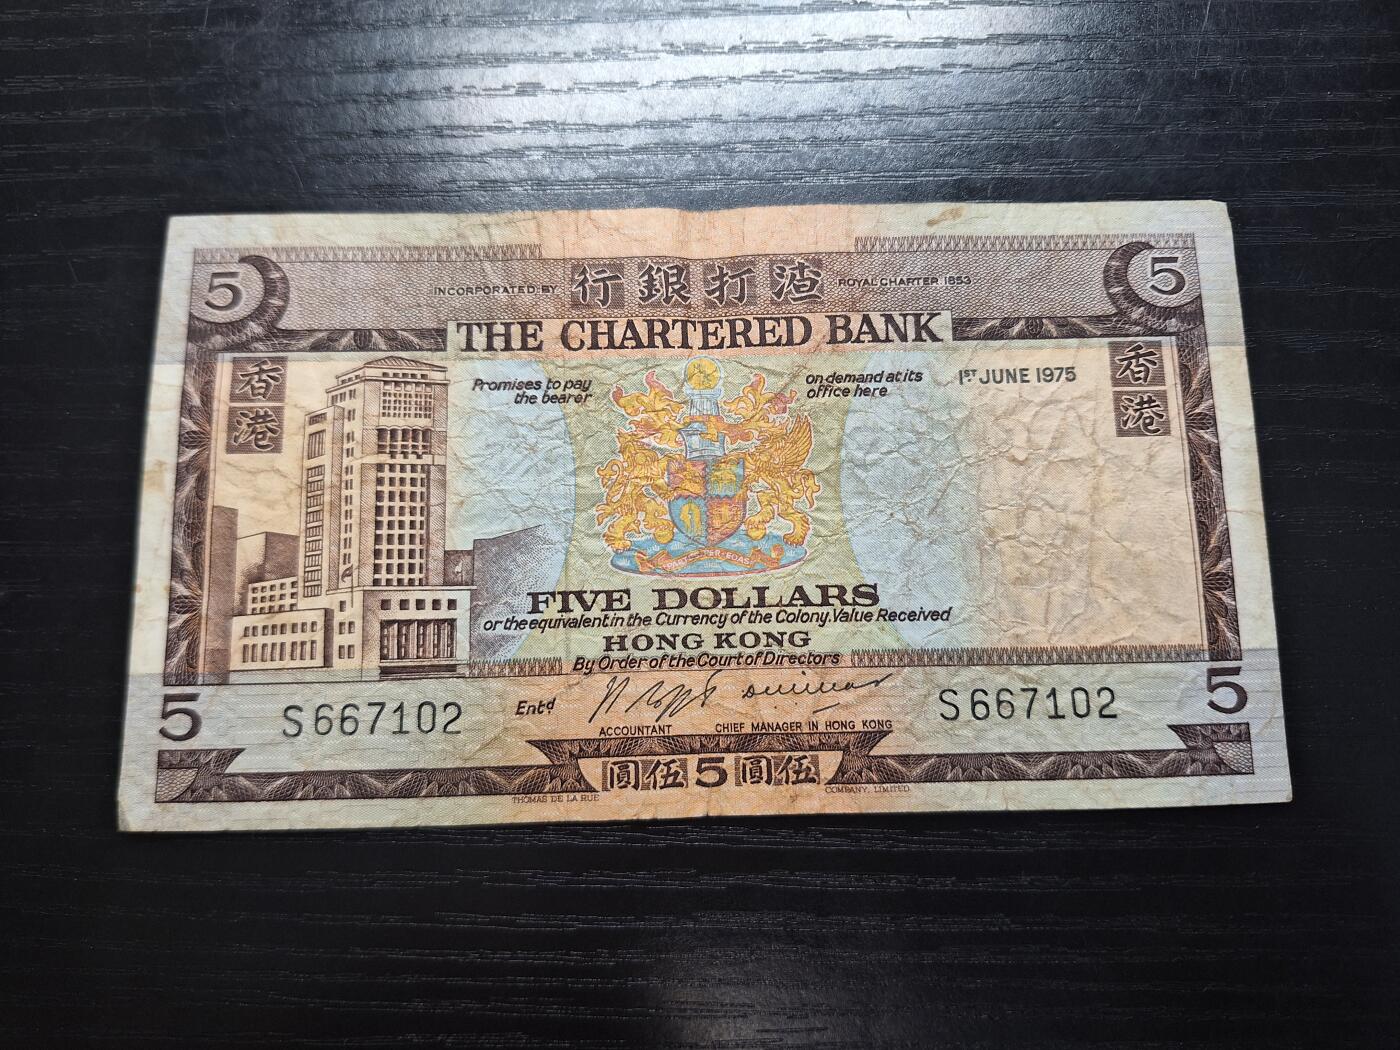 5
5
INCORPORATED BY 行銀打渣 ROYAL CHARTER 1853
THE CHARTERED BANK
香港
香港
Promises to pay
the bearer
on demand at its
office here
1ST JUNE 1975
PER
FIVE DOLLARS
or the equivalent in the Currency of the Colony. Value Received
HONG KONG
By Order of the Court of Directors
5
5
S667102
Entd
S667102
ACCOUNTANT
CHIEF MANAGER IN HONG KONG
圓伍5圓伍
THOMAS DE LA RUE
COMPANY, LIMITED